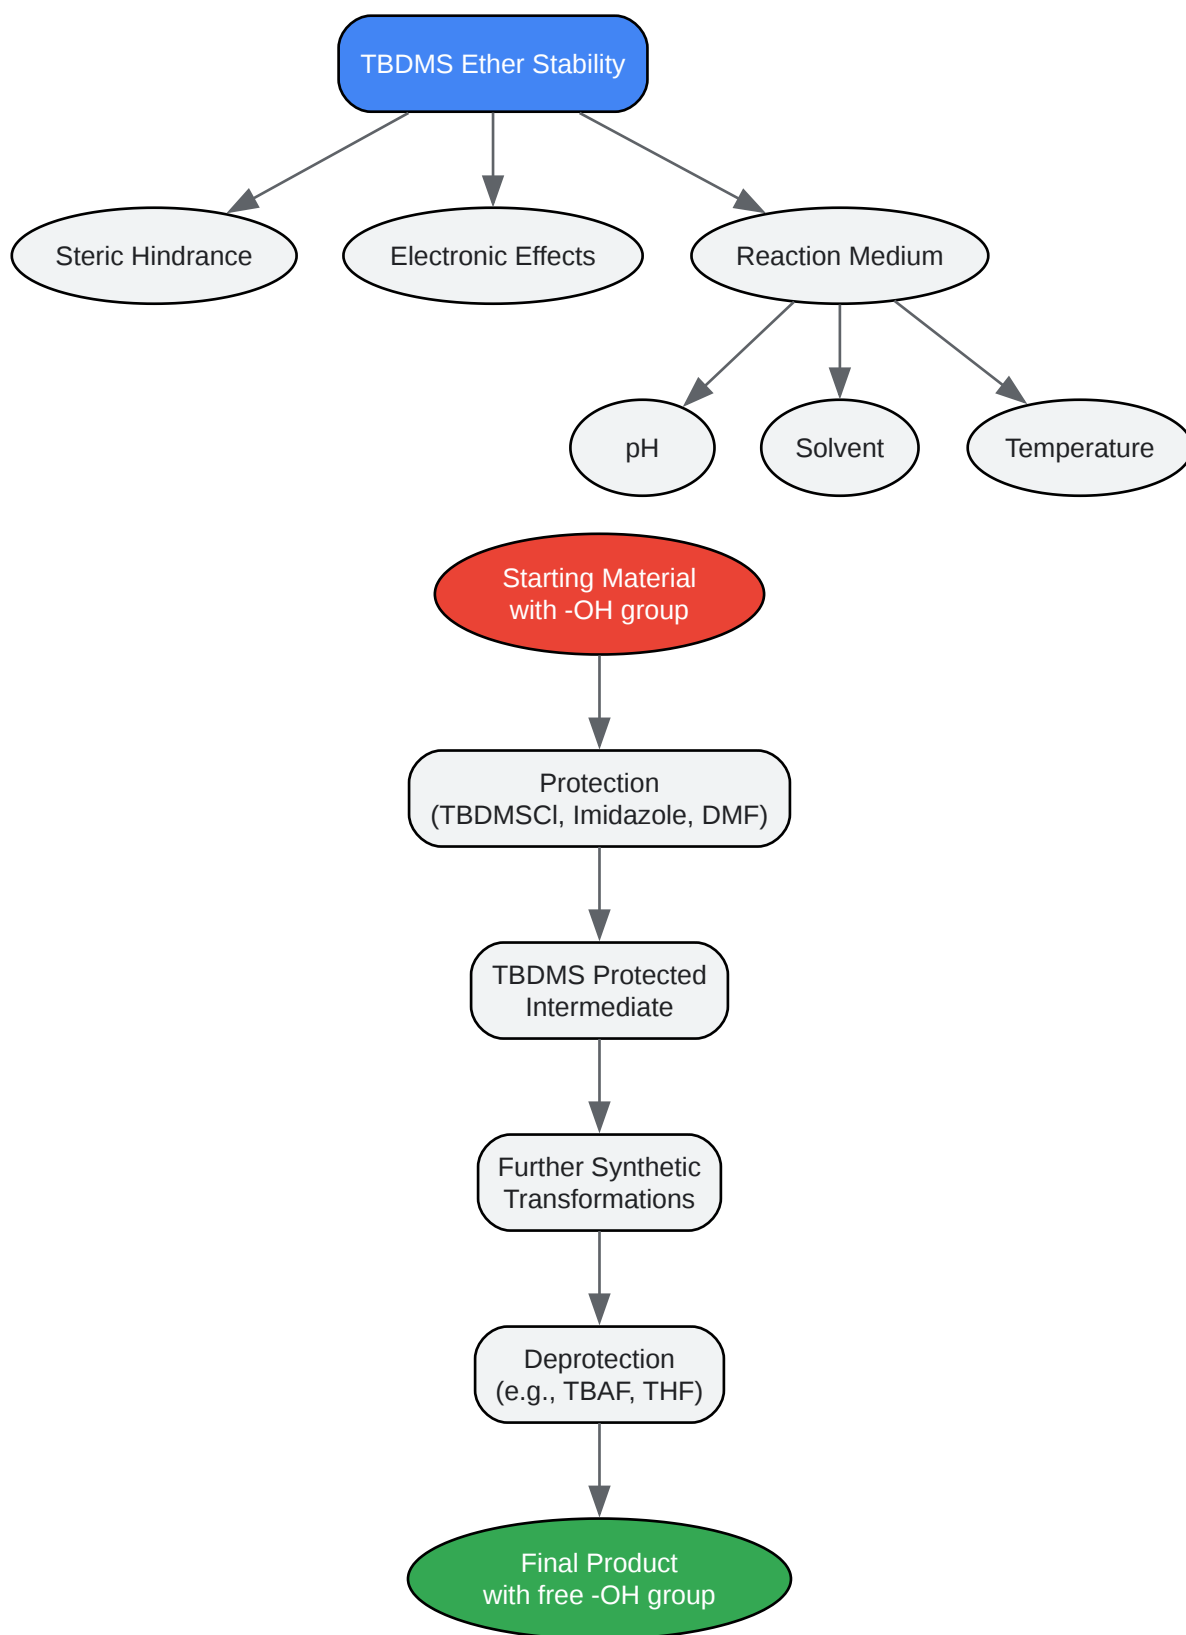 TBDMS Ether Stability
Steric Hindrance
Electronic Effects
Reaction Medium
pH
Solvent
Temperature
Starting Material
with -OH group
Protection
(TBDMSCl, Imidazole, DMF)
TBDMS Protected
Intermediate
Further Synthetic
Transformations
Deprotection
(e.g., TBAF, THF)
Final Product
with free -OH group